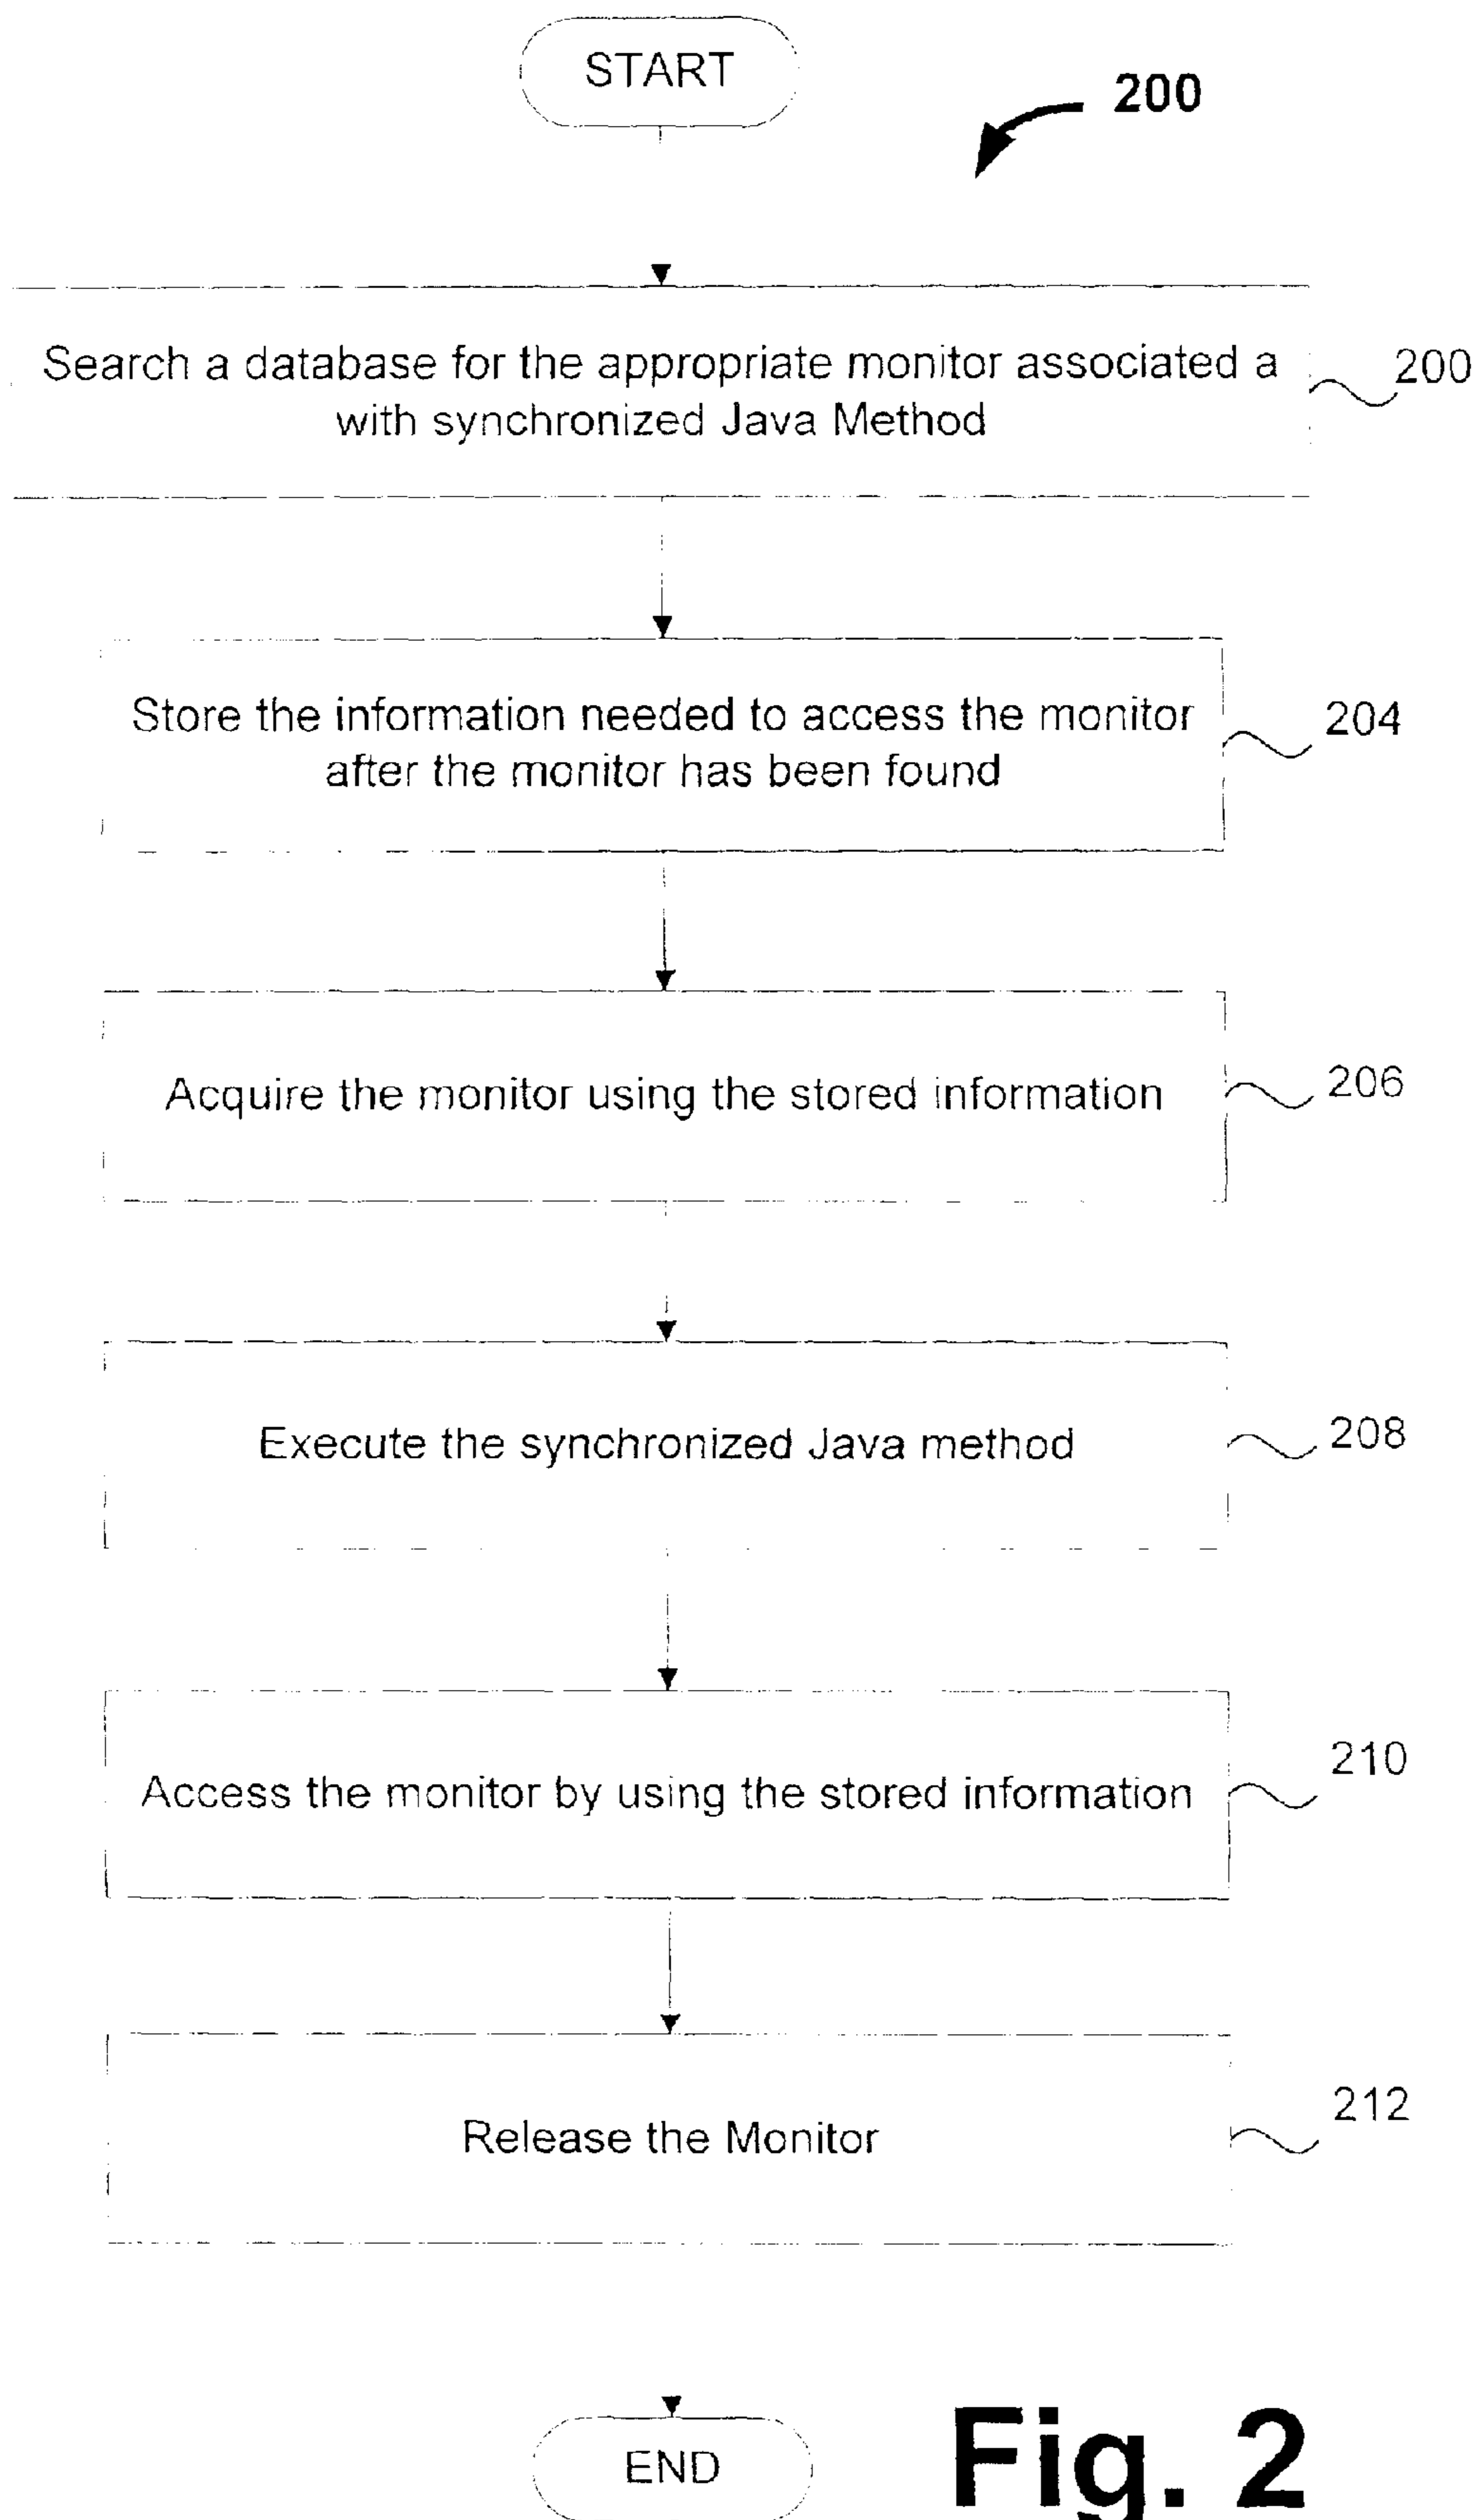 START
200
Search a database for the appropriate monitor associated a
with synchronized Java Method
200
Store the information needed to access the monitor
after the monitor has been found
204
Acquire the monitor using the stored information
206
Execute the synchronized Java method
208
Access the monitor by using the stored information
210
Release the Monitor
212
END
Fig. 2